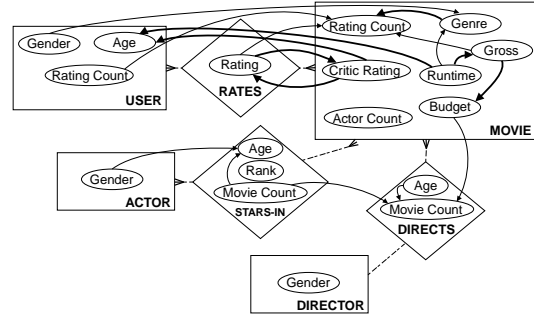 Gender
Age
Rating Count
USER
Rating
RATES
Rating Count
Genre
Gross
Critic Rating
Runtime
Budget
Actor Count
MOVIE
Gender
ACTOR
Age
Rank
Movie Count
STARS-IN
Age
Movie Count
DIRECTS
Gender
DIRECTOR